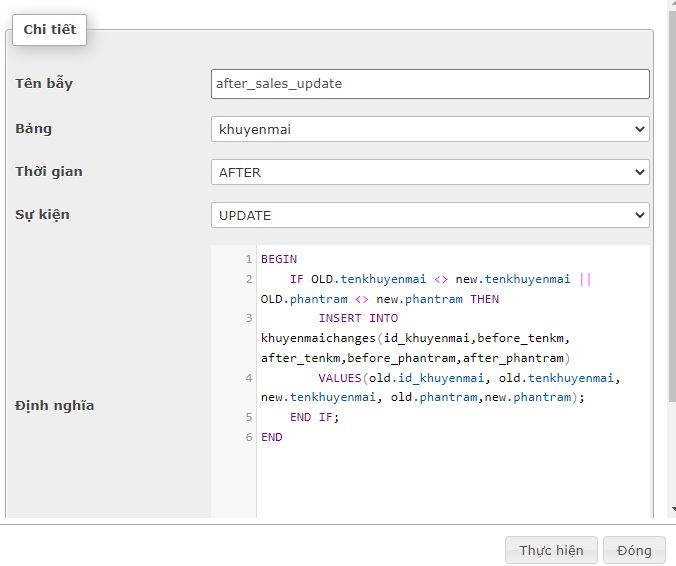 Chi tiết
Tên bẫy
after_sales_update
Bảng
khuyenmai
Thời gian
AFTER
Sự kiện
UPDATE
Định nghĩa
1 BEGIN
2 IF OLD.tenkhuyenmai <> new.tenkhuyenmai ||
OLD.phantram <> new.phantram THEN
3 INSERT INTO
khuyenmaichanges(id_khuyenmai,before_tenkm,
after_tenkm,before_phantram,after_phantram)
4 VALUES(old.id_khuyenmai, old.tenkhuyenmai,
new.tenkhuyenmai, old.phantram,new.phantram);
5 END IF;
6 END
Thực hiện
Đóng